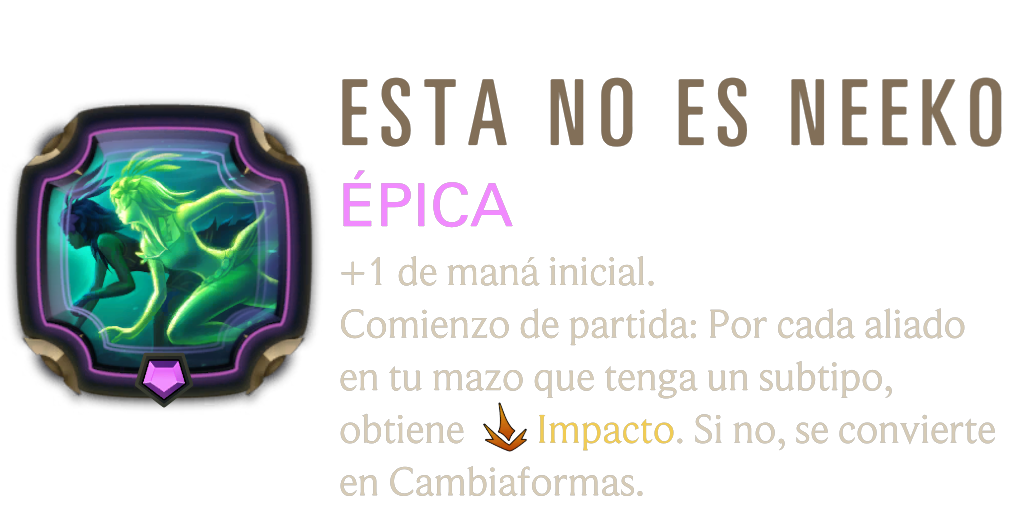 ESTA NO ES NEEKO
ÉPICA
+1 de maná inicial.
Comienzo de partida: Por cada aliado
en tu mazo que tenga un subtipo,
obtiene Impacto. Si no, se convierte
en Cambiaformas.